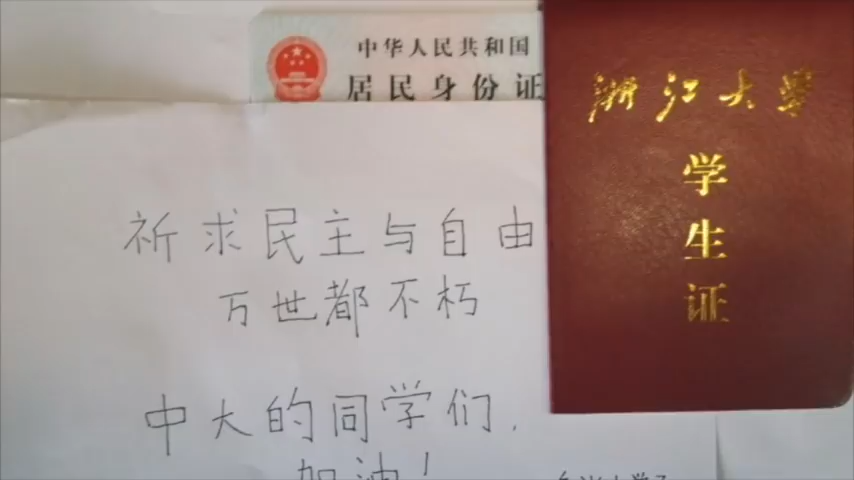 中华人民共和国
居民身份证
浙江大学
学生证
祈求民主与自由
万世都不朽
中大的同学们，
加油！